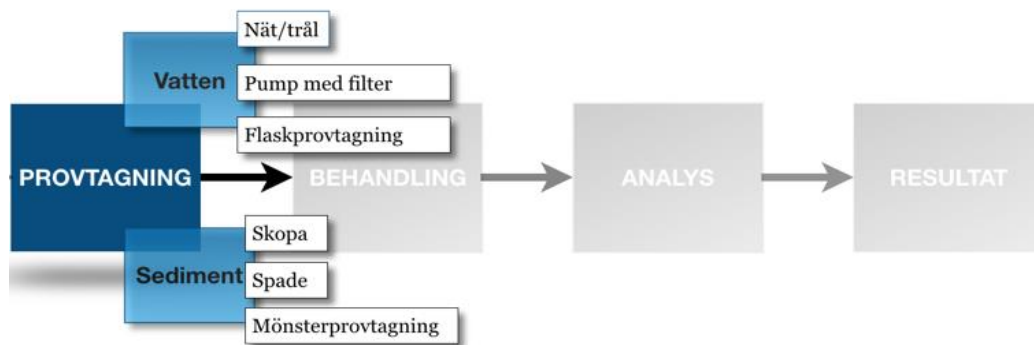 Nät/trål
Vatten
Pump med filter
Flaskprovtagning
PROVTAGNING
BEHANDLING
ANALYS
RESULTAT
Skopa
Sediment
Spade
Mönsterprovtagning